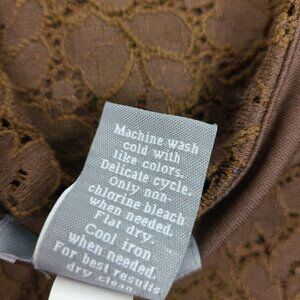 Machine wash
cold with
like colors.
Delicate cycle.
Only non-
chlorine bleach
when needed.
Flat dry.
Cool iron
when needed.
For best results
dry clean